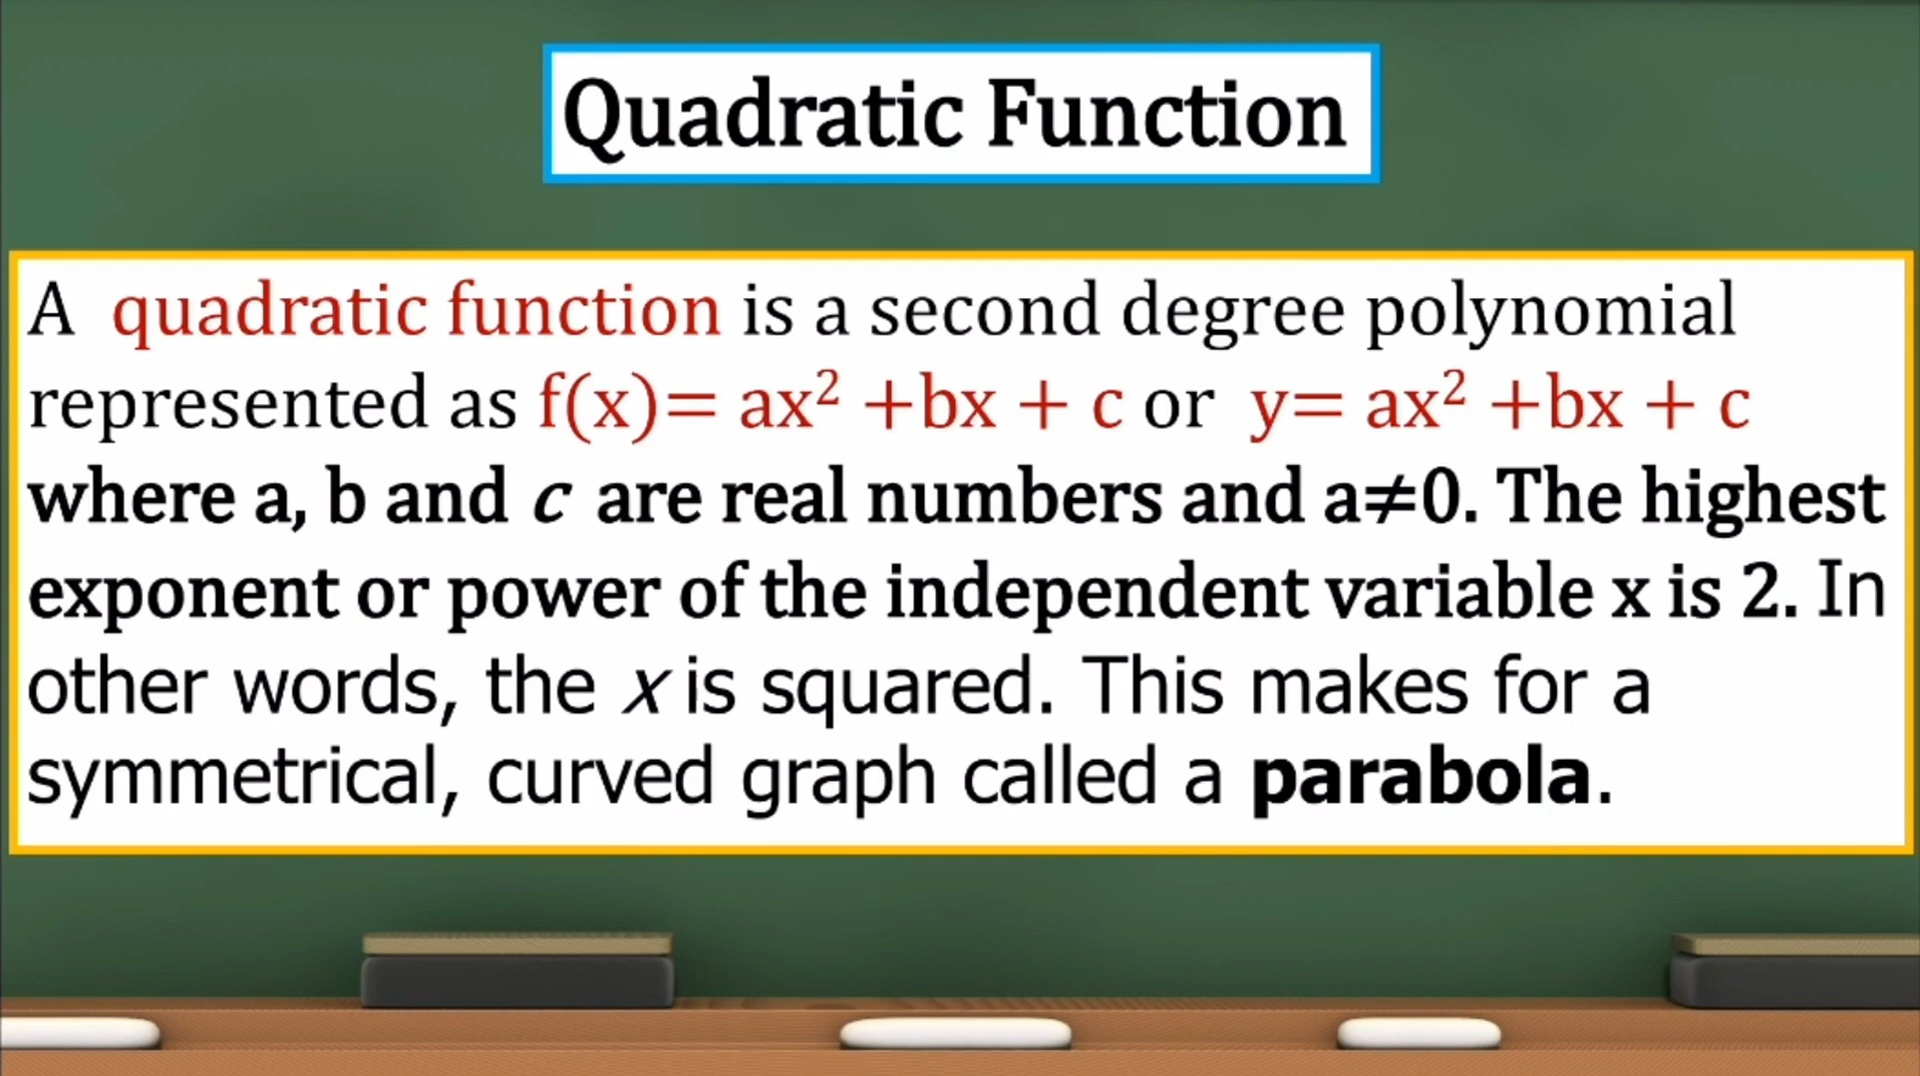 Quadratic Function
A quadratic function is a second degree polynomial
represented as f(x)= ax² +bx + c or y= ax² +bx + c
where a, b and c are real numbers and a≠0. The highest
exponent or power of the independent variable x is 2. In
other words, the x is squared. This makes for a
symmetrical, curved graph called a parabola.